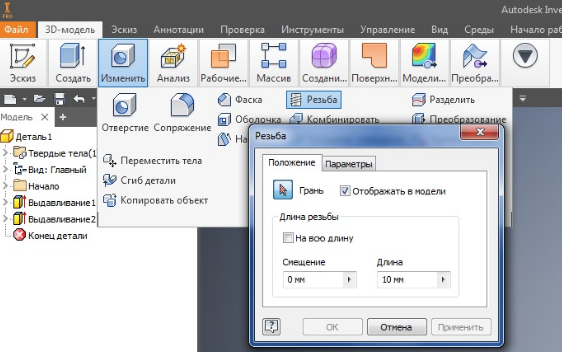 Autodesk Inve
PRO
Файл 3D-модель Эскиз Аннотации Проверка Инструменты Управление Вид Среды Начало раб
Эскиз Создать Изменить Анализ Рабочие... Массив Создани... Поверхн... Модели... Преобра...
Модель
Деталь1
Твердые тела(1
Вид: Главный
Начало
Выдавливание1
Выдавливание2
Конец детали
Отверстие Сопряжение
Фаска Резьба Разделить
Оболочка Комбинировать Преобразование
На
Переместить тела
Сгиб детали
Копировать объект
Резьба
Положение Параметры
Грань Отображать в модели
Длина резьбы
На всю длину
Смещение Длина
0 мм 10 мм
ОК Отмена Применить